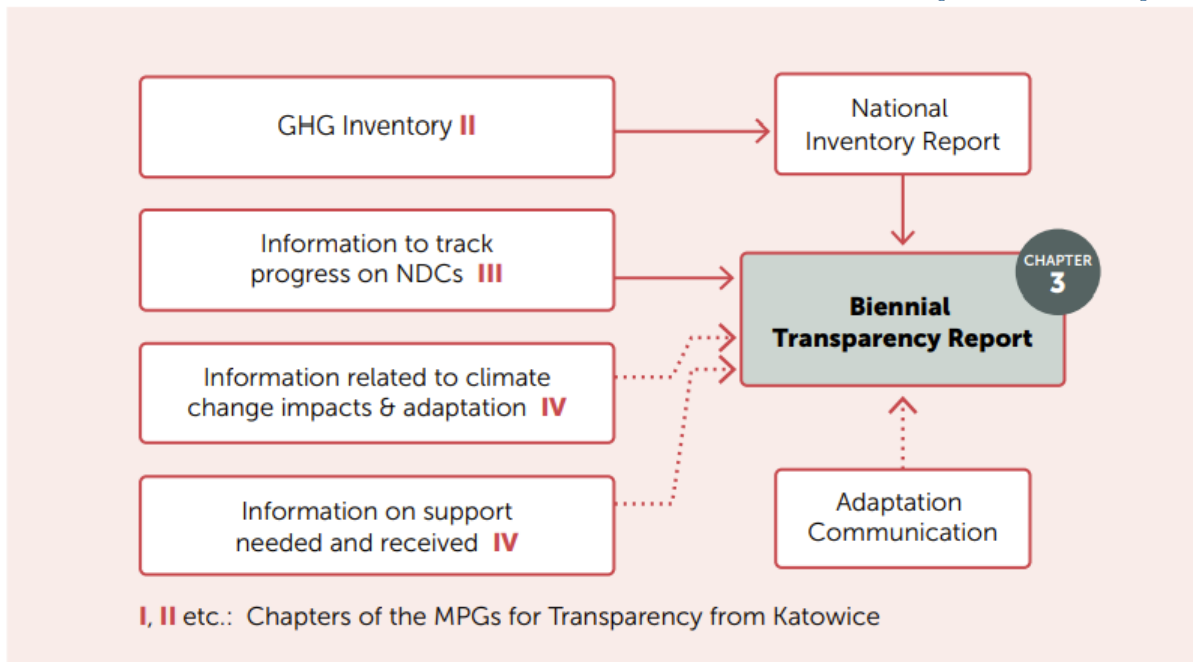 GHG Inventory II
National
Inventory Report
Information to track
progress on NDCs III
CHAPTER
3
Biennial
Transparency Report
Information related to climate
change impacts & adaptation IV
Information on support
needed and received IV
Adaptation
Communication
I, II etc.: Chapters of the MPGs for Transparency from Katowice